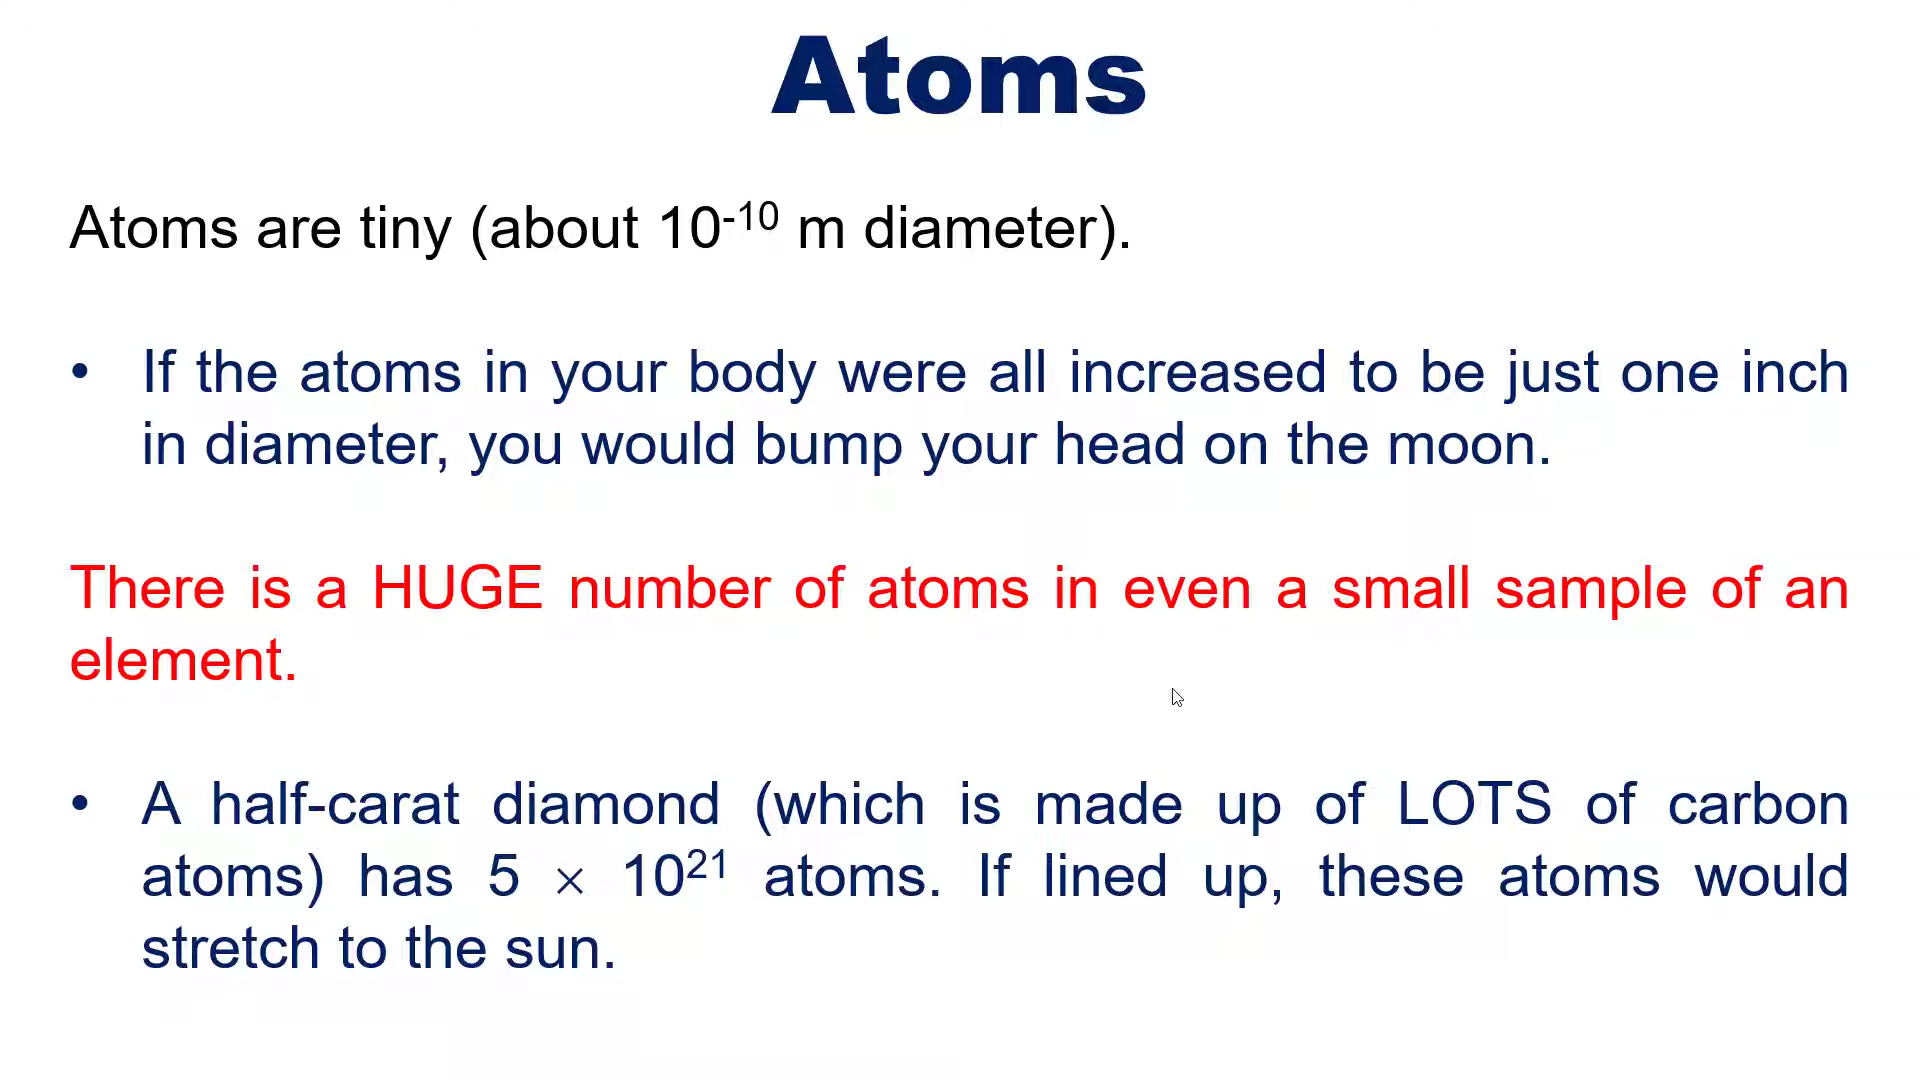 Atoms
Atoms are tiny (about 10⁻¹⁰ m diameter).
• If the atoms in your body were all increased to be just one inch
in diameter, you would bump your head on the moon.
There is a HUGE number of atoms in even a small sample of an
element.
• A half-carat diamond (which is made up of LOTS of carbon
atoms) has 5 × 10²¹ atoms. If lined up, these atoms would
stretch to the sun.